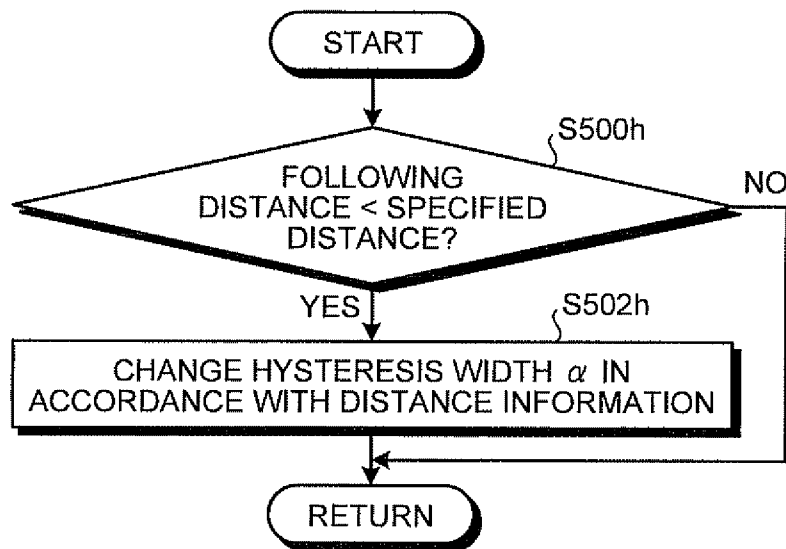 START
S500h
FOLLOWING
DISTANCE < SPECIFIED
DISTANCE?
NO
YES
S502h
CHANGE HYSTERESIS WIDTH α IN
ACCORDANCE WITH DISTANCE INFORMATION
RETURN